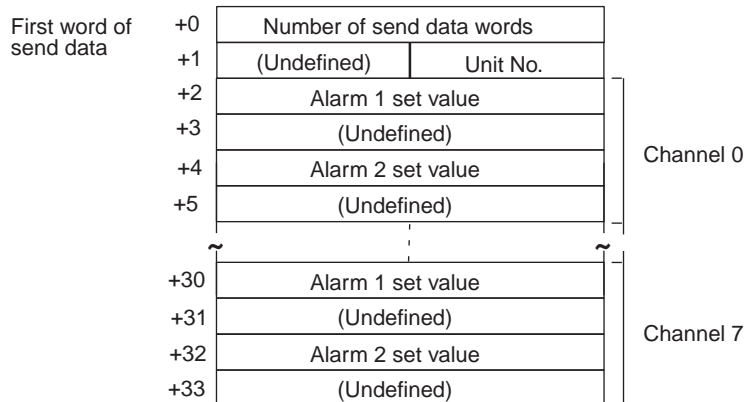 First word of
send data
+0 Number of send data words
+1 (Undefined) Unit No.
+2 Alarm 1 set value
+3 (Undefined)
+4 Alarm 2 set value
+5 (Undefined)
Channel 0
~ ~
+30 Alarm 1 set value
+31 (Undefined)
+32 Alarm 2 set value
+33 (Undefined)
Channel 7